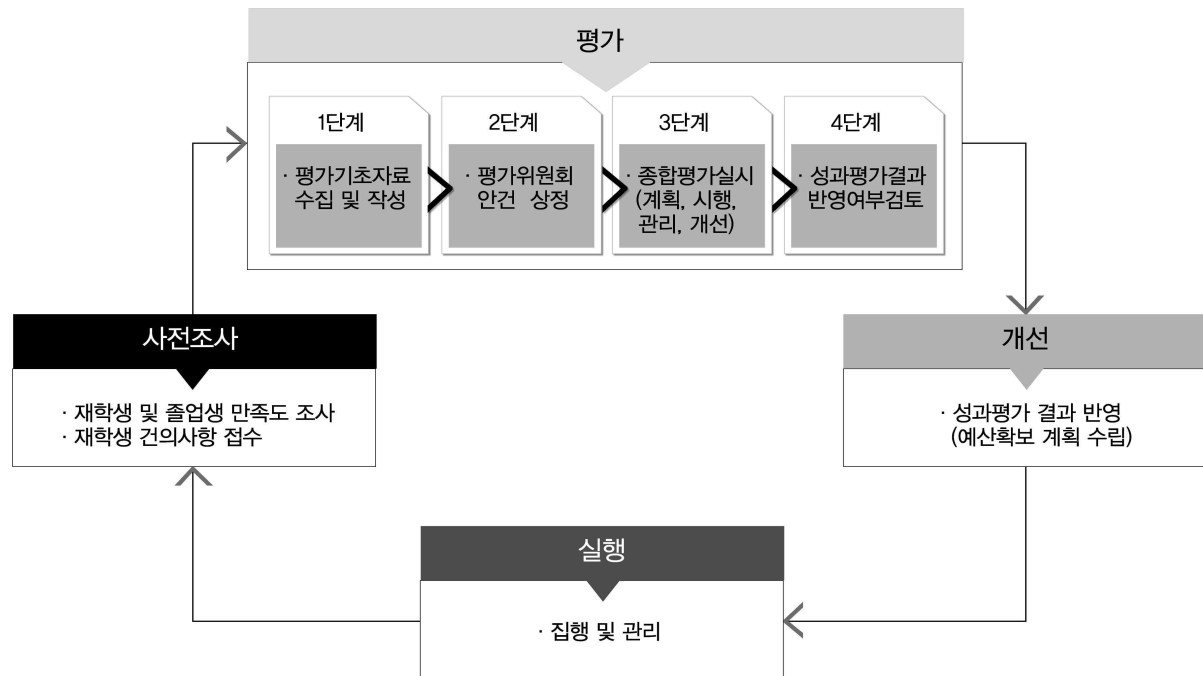 평가
1단계
· 평가기초자료
수집 및 작성
2단계
· 평가위원회
안건 상정
3단계
· 종합평가실시
(계획, 시행,
관리, 개선)
4단계
· 성과평가결과
반영여부검토
사전조사
· 재학생 및 졸업생 만족도 조사
· 재학생 건의사항 접수
개선
· 성과평가 결과 반영
(예산확보 계획 수립)
실행
· 집행 및 관리